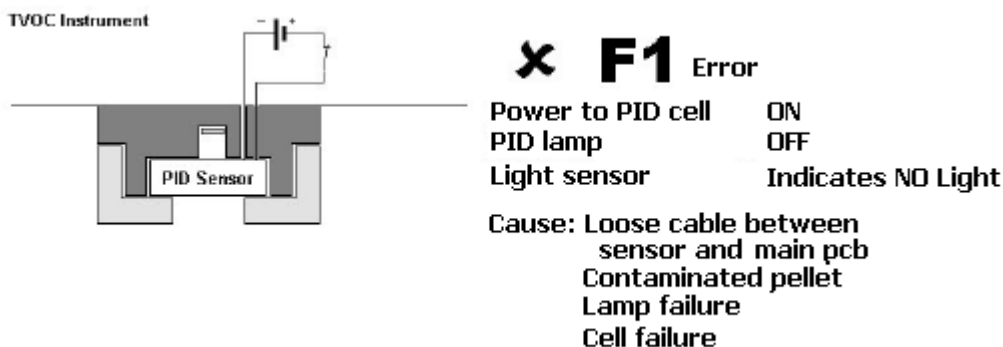 TVOC Instrument
- +
PID Sensor
✘ F1 Error
Power to PID cell ON
PID lamp OFF
Light sensor Indicates NO Light
Cause: Loose cable between
sensor and main pcb
Contaminated pellet
Lamp failure
Cell failure